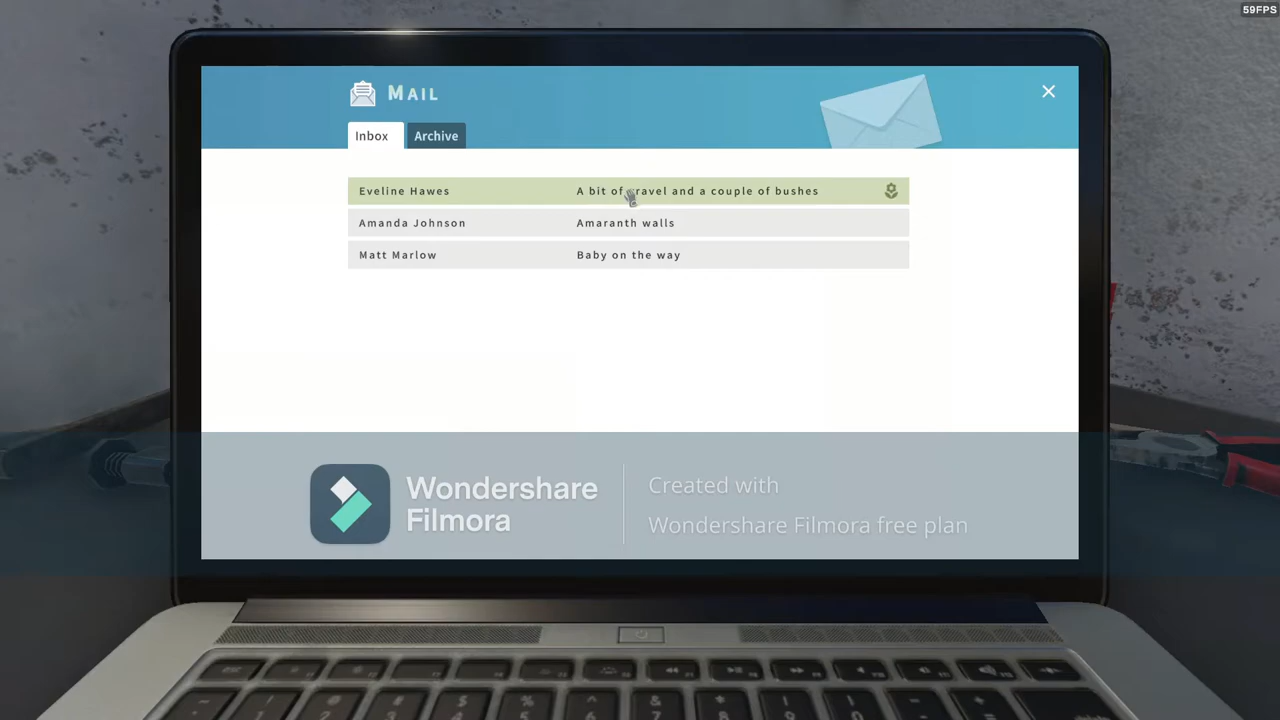 59FPS
MAIL
Inbox
Archive
Eveline Hawes
A bit of gravel and a couple of bushes
Amanda Johnson
Amaranth walls
Matt Marlow
Baby on the way
Wondershare
Filmora
Created with
Wondershare Filmora free plan